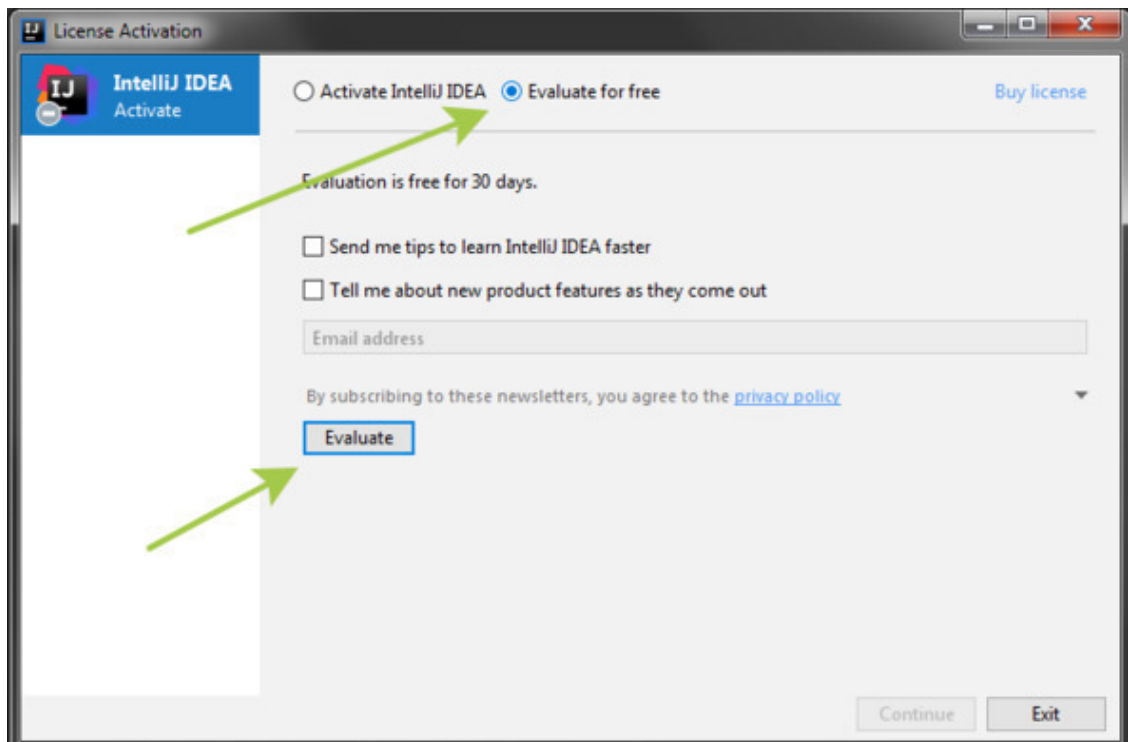 License Activation
IntelliJ IDEA
Activate
Activate IntelliJ IDEA Evaluate for free Buy license
Evaluation is free for 30 days.
Send me tips to learn IntelliJ IDEA faster
Tell me about new product features as they come out
Email address
By subscribing to these newsletters, you agree to the privacy policy
Evaluate
Continue Exit